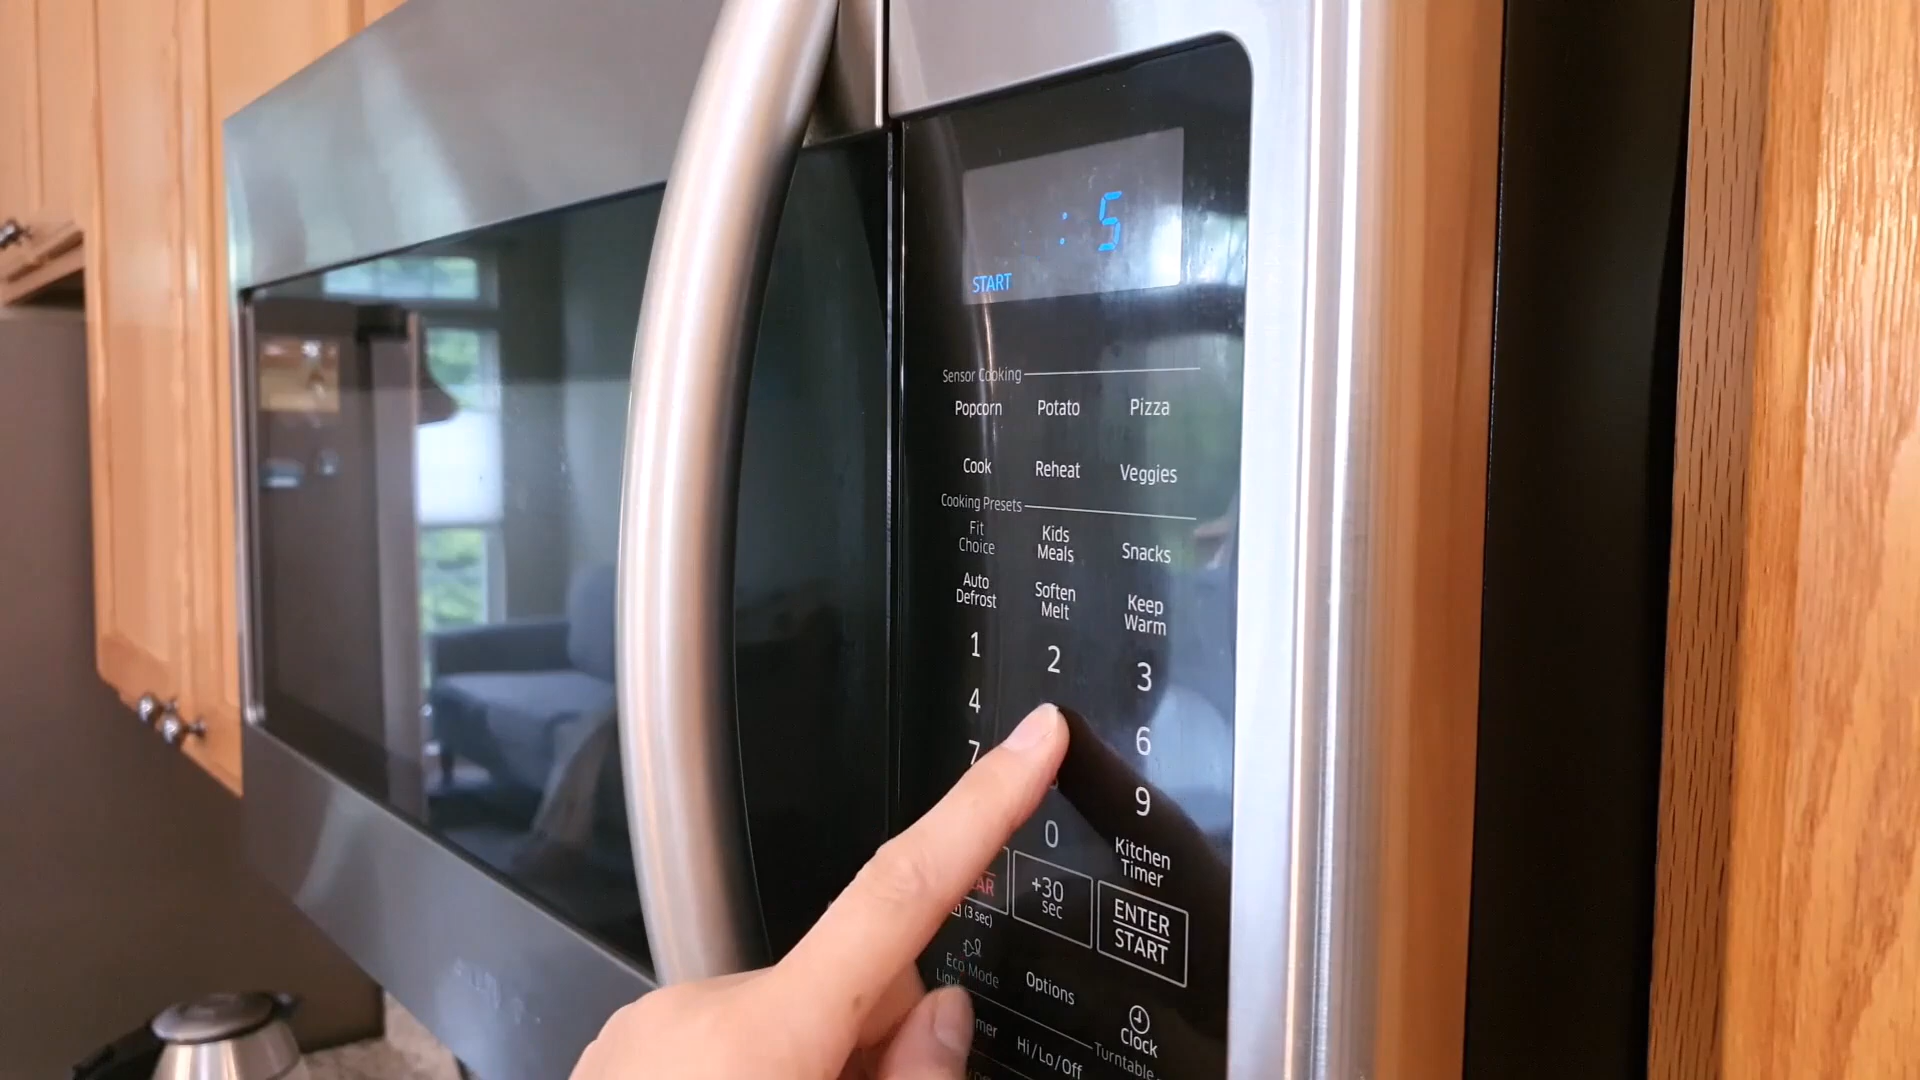 : 5
START
Sensor Cooking
Popcorn Potato Pizza
Cook Reheat Veggies
Cooking Presets
Fit Choice
Kids Meals
Snacks
Auto Defrost
Soften Melt
Keep Warm
1 2 3
4 6
7 9
0
Kitchen Timer
+30 sec
ENTER START
(3 sec)
Eco Mode
Options
Clock
Hi/Lo/Off
Turntable